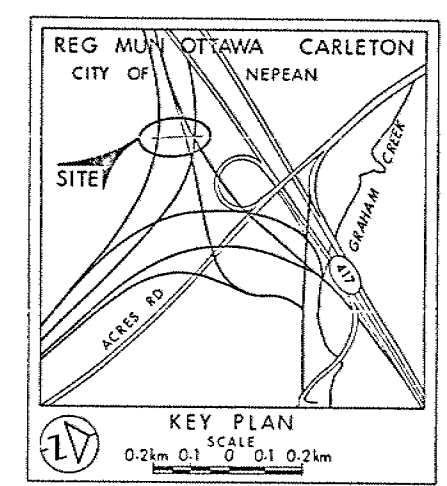 REG MUN OTTAWA CARLETON
CITY OF NEPEAN
SITE
GRAHAM CREEK
417
ACRES RD
KEY PLAN
SCALE
0·2km 0·1 0 0·1 0·2km
N